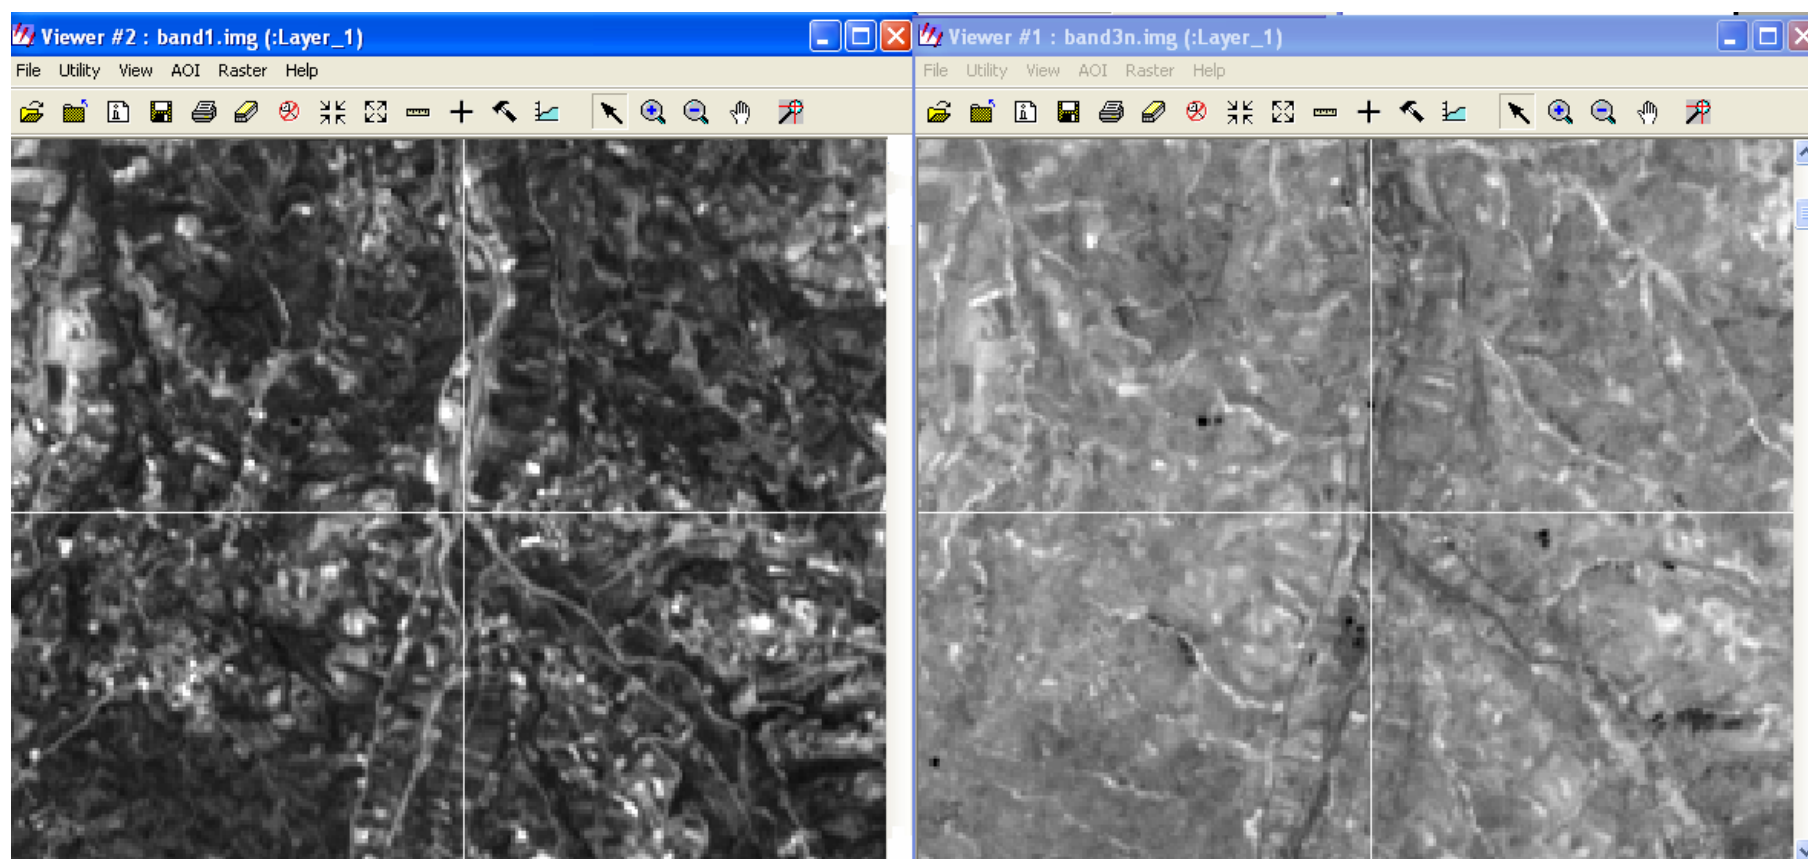 Viewer #2 : band1.img (:Layer_1)
File Utility View AOI Raster Help
Viewer #1 : band3n.img (:Layer_1)
File Utility View AOI Raster Help